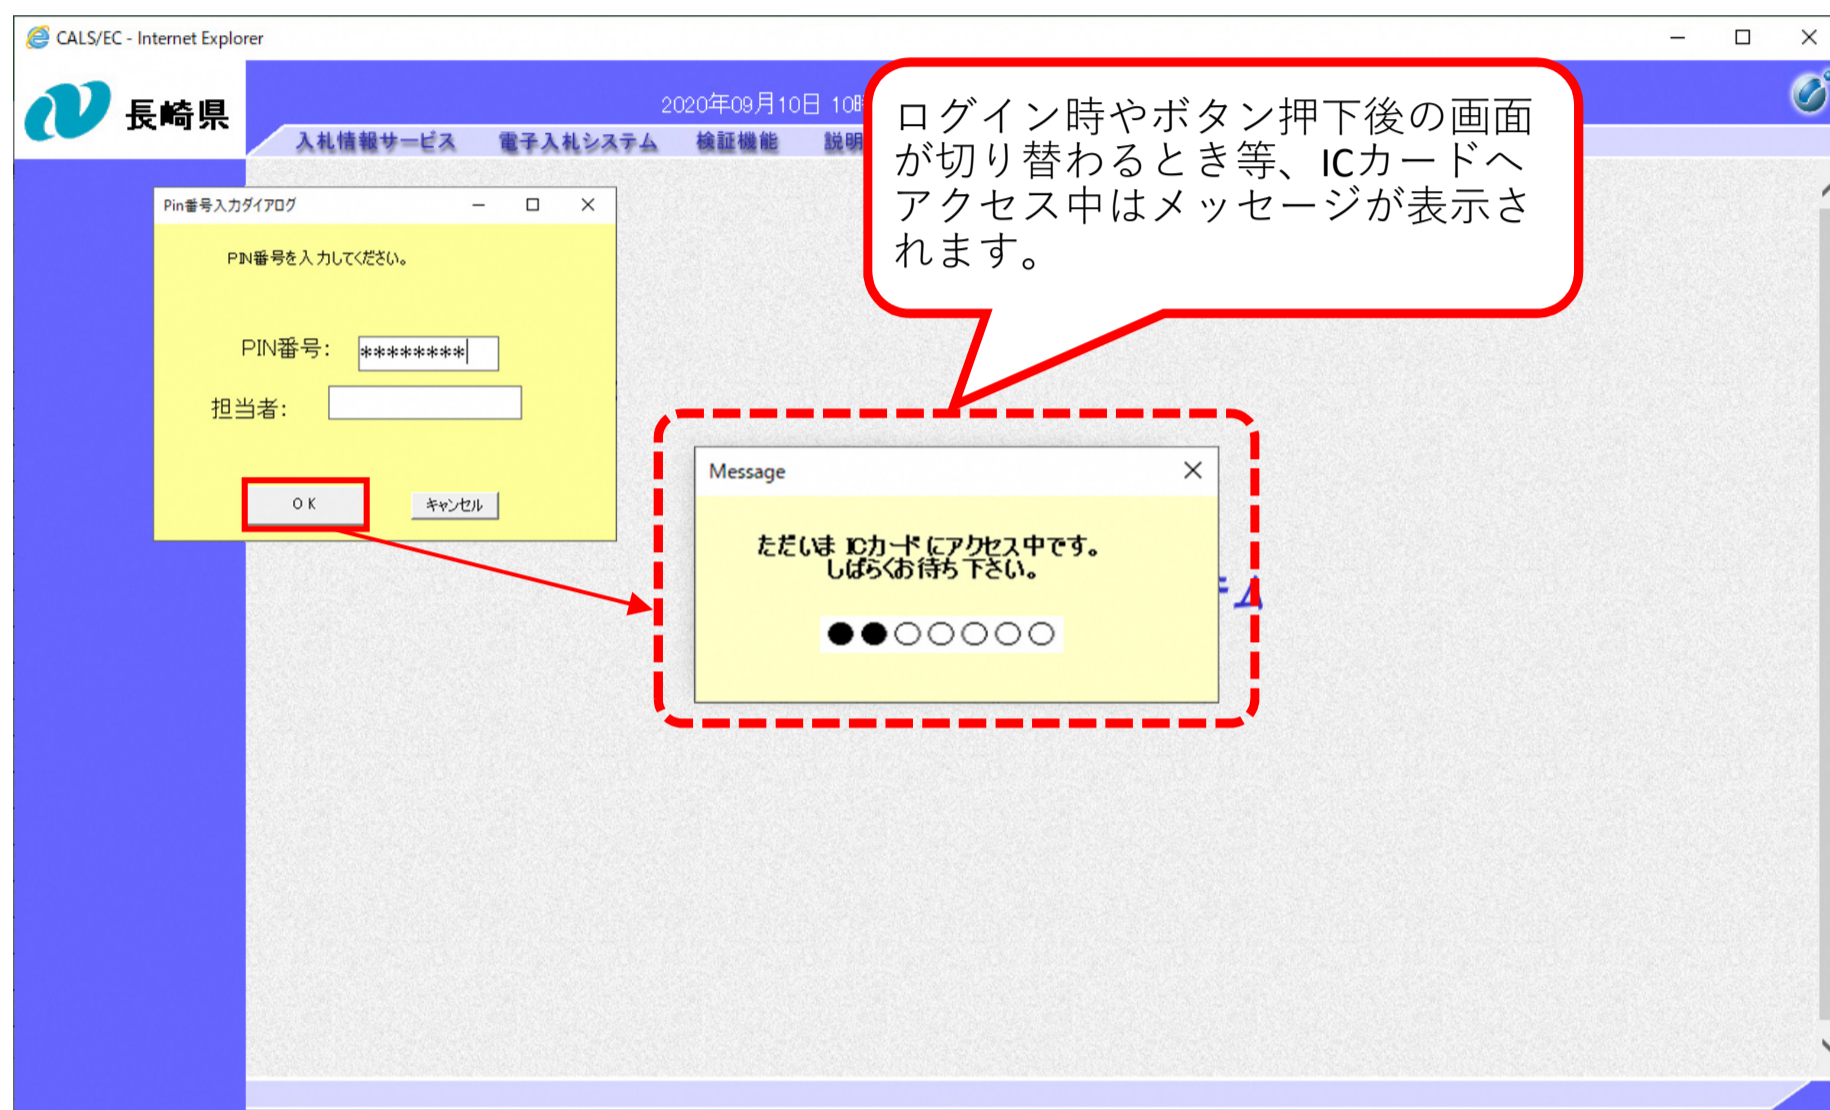 CALS/EC - Internet Explorer
長崎県
2020年09月10日 10時
入札情報サービス 電子入札システム 検証機能 説明
ログイン時やボタン押下後の画面
が切り替わるとき等、ICカードへ
アクセス中はメッセージが表示さ
れます。
Pin番号入力ダイアログ
PIN番号を入力してください。
PIN番号: ********
担当者:
OK キャンセル
Message
ただいま ICカードにアクセス中です。
しばらくお待ち下さい。
ム